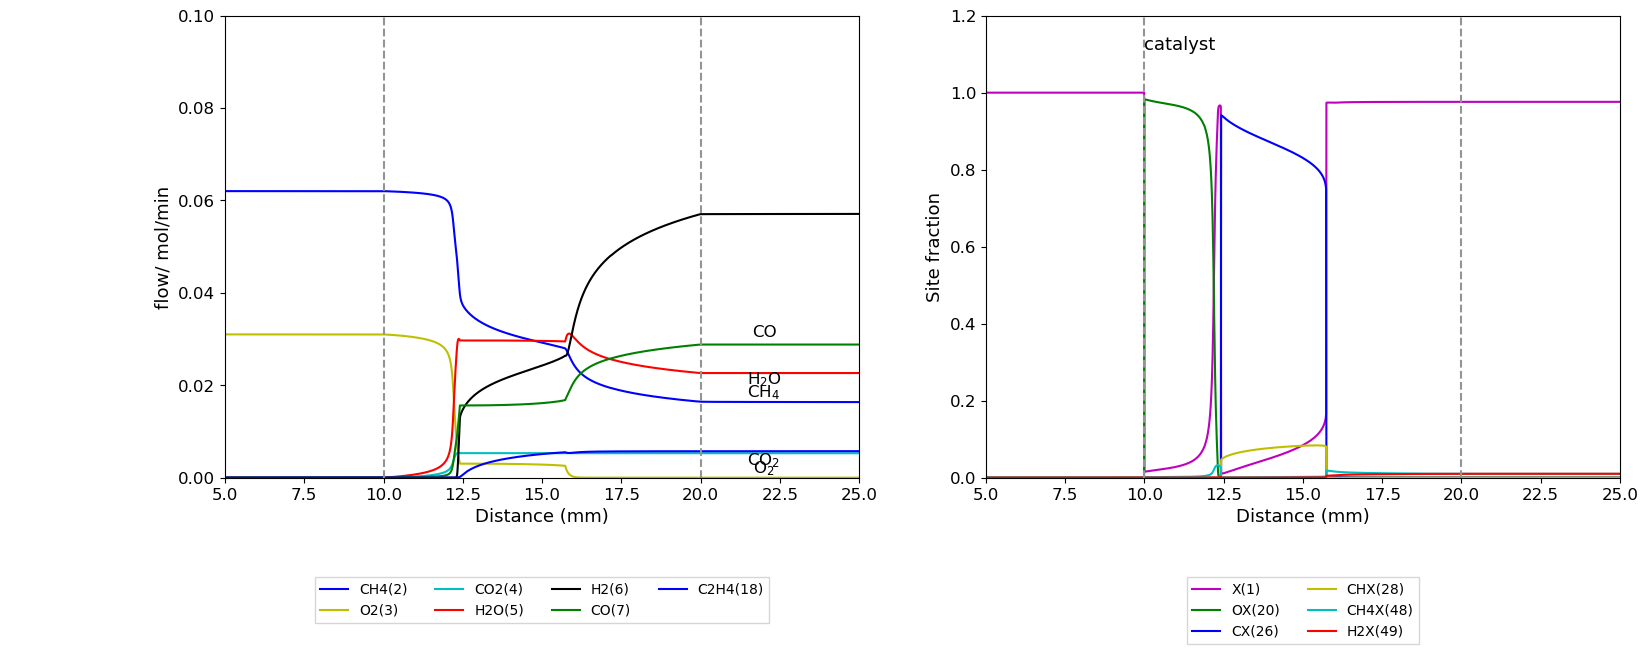 0.10
0.08
0.06
0.04
0.02
0.00
flow/ mol/min
CO
H2O
CH4
CO2
O2
5.0 7.5 10.0 12.5 15.0 17.5 20.0 22.5 25.0
Distance (mm)
CH4(2) CO2(4) H2(6) C2H4(18)
O2(3) H2O(5) CO(7)
1.2
1.0
0.8
0.6
0.4
0.2
0.0
Site fraction
catalyst
5.0 7.5 10.0 12.5 15.0 17.5 20.0 22.5 25.0
Distance (mm)
X(1) CHX(28)
OX(20) CH4X(48)
CX(26) H2X(49)